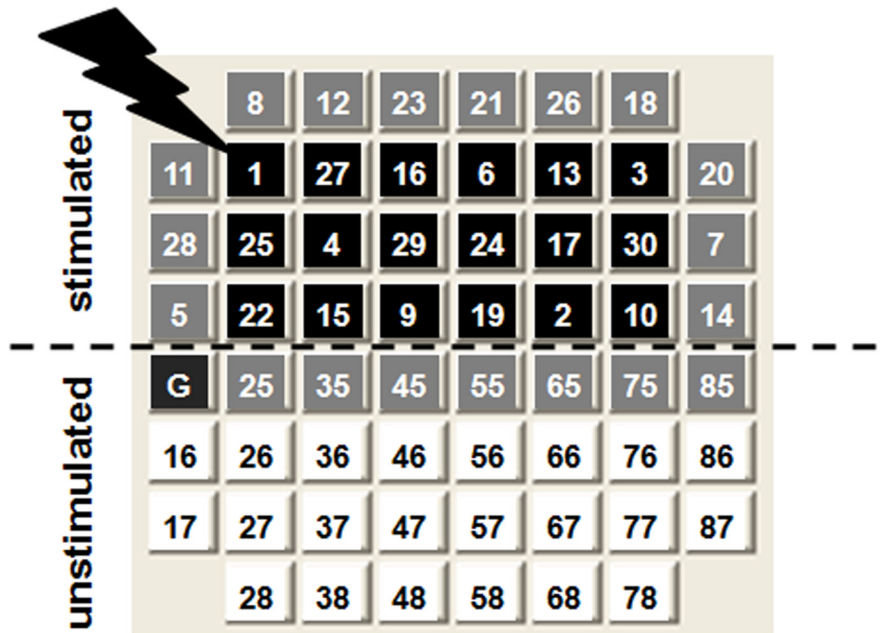 stimulated
8 12 23 21 26 18
11 1 27 16 6 13 3 20
28 25 4 29 24 17 30 7
5 22 15 9 19 2 10 14
unstimulated
G 25 35 45 55 65 75 85
16 26 36 46 56 66 76 86
17 27 37 47 57 67 77 87
28 38 48 58 68 78